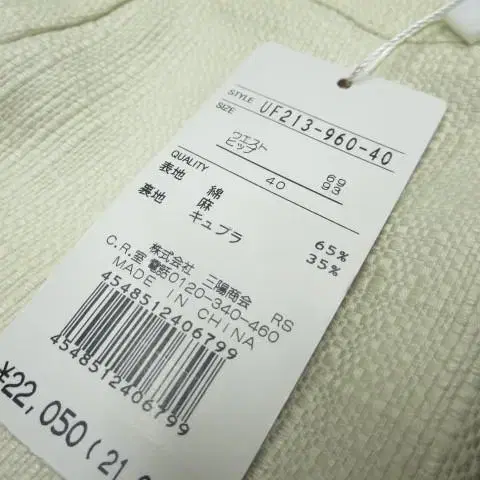 STYLE UF213-960-40
SIZE
ウエスト 69
ヒップ 93
40
QUALITY
表地 綿 65%
麻 35%
裏地 キュプラ
株式会社 三陽商会 RS
C.R.室 電話0120-340-460
MADE IN CHINA
4548512406799
4548512406799
¥22,050(21,